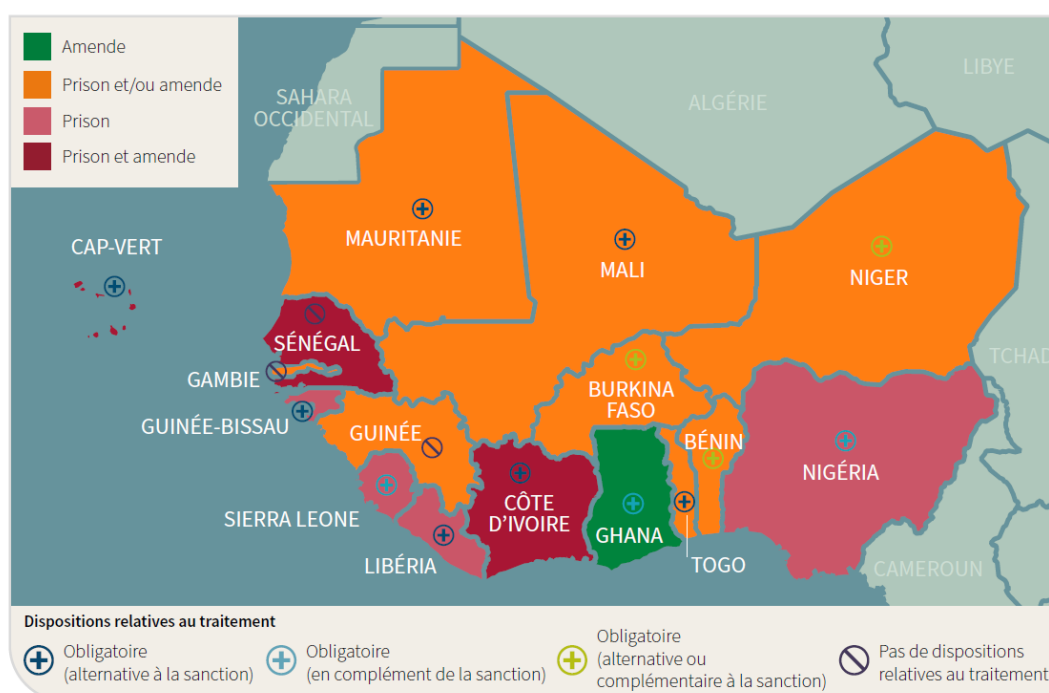 Amende
Prison et/ou amende
Prison
Prison et amende
SAHARA
OCCIDENTAL
ALGÉRIE
LIBYE
MAURITANIE
MALI
NIGER
CAP-VERT
TCHAD
SÉNÉGAL
GAMBIE
BURKINA
FASO
GUINÉE-BISSAU
GUINÉE
BÉNIN
NIGÉRIA
SIERRA LEONE
CÔTE
D'IVOIRE
GHANA
LIBÉRIA
TOGO
CAMEROUN
Dispositions relatives au traitement
Obligatoire
(alternative à la sanction)
Obligatoire
(en complément de la sanction)
Obligatoire
(alternative ou
complémentaire à la sanction)
Pas de dispositions
relatives au traitement